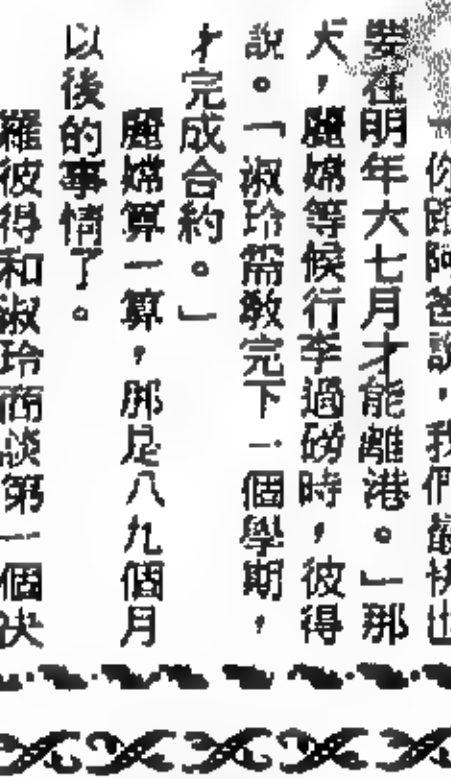 「你跟阿爸說，我們最快也
要在明年六七月才能離港。」那
天，麗嫦等候行李過磅時，彼得
說。「淑玲需教完下一個學期，
才完成合約。」
麗嫦算一算，那是八九個月
以後的事情了。
羅彼得和淑玲商談第一個決